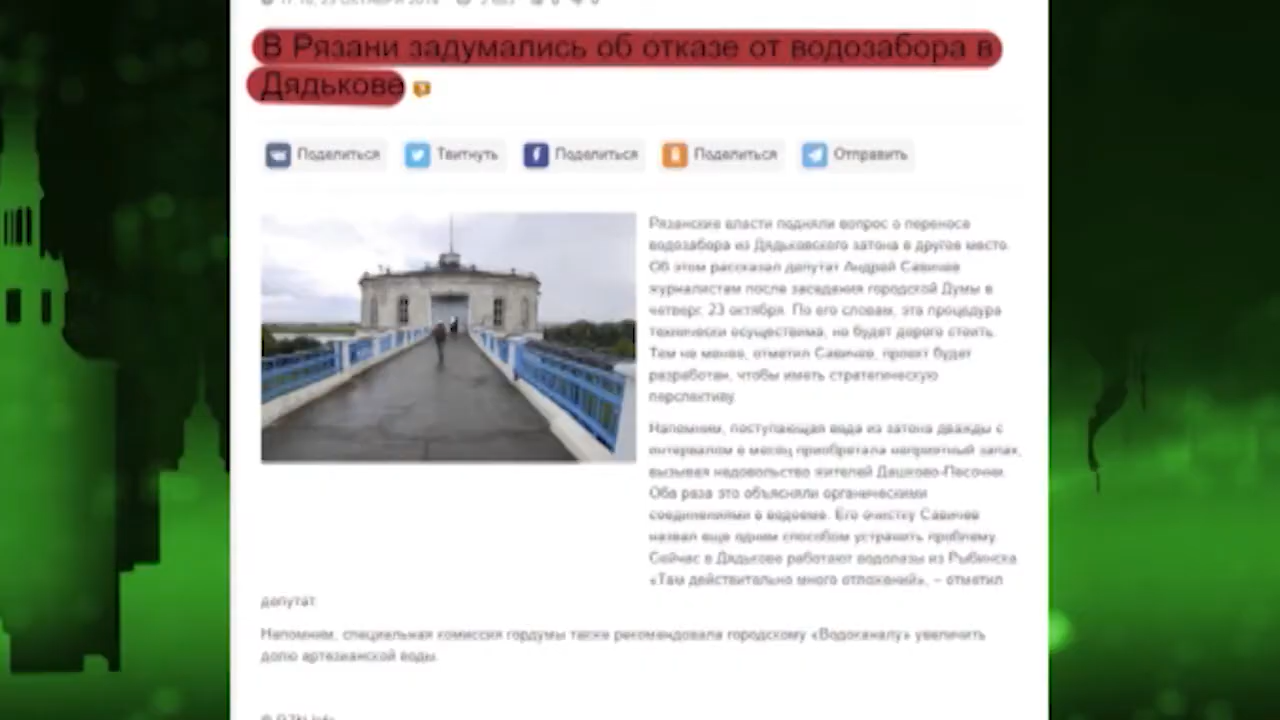 В Рязани задумались об отказе от водозабора в
Дядькове
Поделиться
Твитнуть
Поделиться
Поделиться
Отправить
Рязанские власти подняли вопрос о переносе
водозабора из Дядьковского затона в другое место.
Об этом рассказал депутат Андрей Савичев
журналистам после заседания городской Думы в
четверг, 23 октября. По его словам, эта процедура
технически осуществима, но будет дорого стоить.
Тем не менее, отметил Савичев, проект будет
разработан, чтобы иметь стратегическую
перспективу.
Напомним, поступающая вода из затона дважды с
интервалом в месяц приобретала неприятный запах,
вызывая недовольство жителей Дашково-Песочни.
Оба раза это объясняли органическими
соединениями в водоеме. Его очистку Савичев
назвал еще одним способом устранить проблему.
Сейчас в Дядькове работают водолазы из Рыбинска
«Там действительно много отложений», – отметил
депутат.
Напомним, специальная комиссия гордумы также рекомендовала городскому «Водоканалу» увеличить
долю артезианской воды.